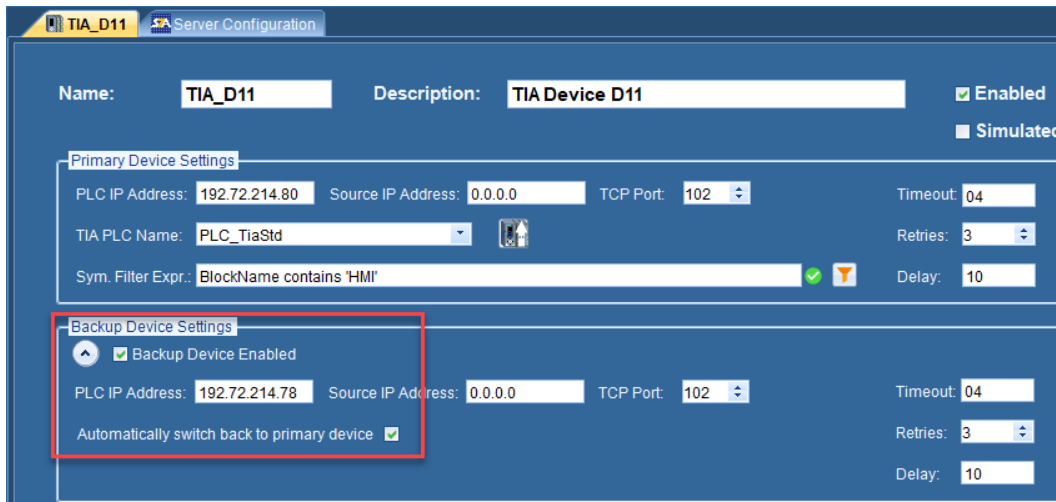 TIA_D11 Server Configuration
Name: TIA_D11 Description: TIA Device D11 Enabled
Simulated
Primary Device Settings
PLC IP Address: 192.72.214.80 Source IP Address: 0.0.0.0 TCP Port: 102 Timeout: 04
TIA PLC Name: PLC_TiaStd Retries: 3
Sym. Filter Expr.: BlockName contains 'HMI' Delay: 10
Backup Device Settings
Backup Device Enabled
PLC IP Address: 192.72.214.78 Source IP Address: 0.0.0.0 TCP Port: 102 Timeout: 04
Automatically switch back to primary device Retries: 3
Delay: 10